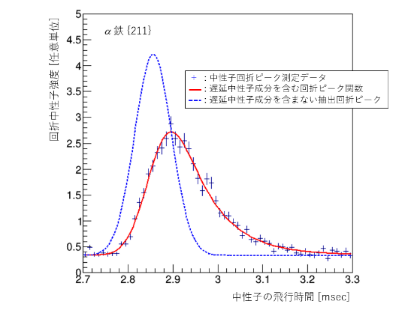 α 鉄 {211}
回折中性子強度 [任意単位]
5
4.5
4
3.5
3
2.5
2
1.5
1
0.5
0
：中性子回折ピーク測定データ
：遅延中性子成分を含む回折ピーク関数
：遅延中性子成分を含まない抽出回折ピーク
2.7 2.8 2.9 3 3.1 3.2 3.3
中性子の飛行時間 [msec]